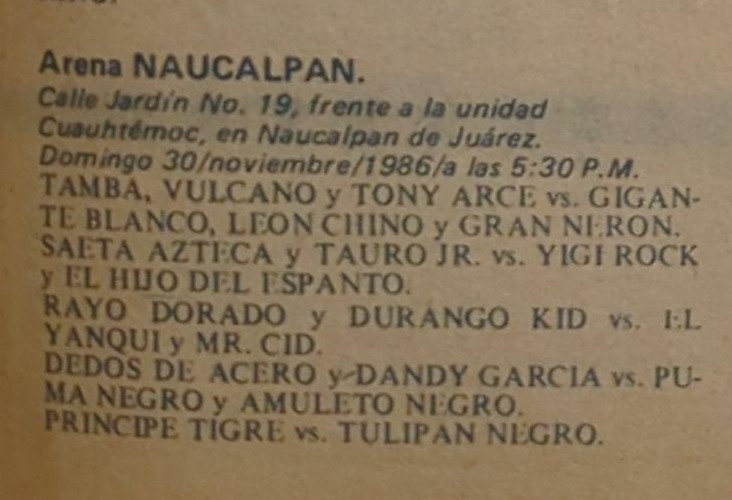 Arena NAUCALPAN.
Calle Jardín No. 19, frente a la unidad
Cuauhtémoc, en Naucalpan de Juárez.
Domingo 30/noviembre/1986/a las 5:30 P.M.
TAMBA, VULCANO y TONY ARCE vs. GIGAN-
TE BLANCO, LEON CHINO y GRAN NERON.
SAETA AZTECA y TAURO JR. vs. YIGI ROCK
y EL HIJO DEL ESPANTO.
RAYO DORADO y DURANGO KID vs. EL
YANQUI y MR. CID.
DEDOS DE ACERO y DANDY GARCIA vs. PU-
MA NEGRO y AMULETO NEGRO.
PRINCIPE TIGRE vs. TULIPAN NEGRO.